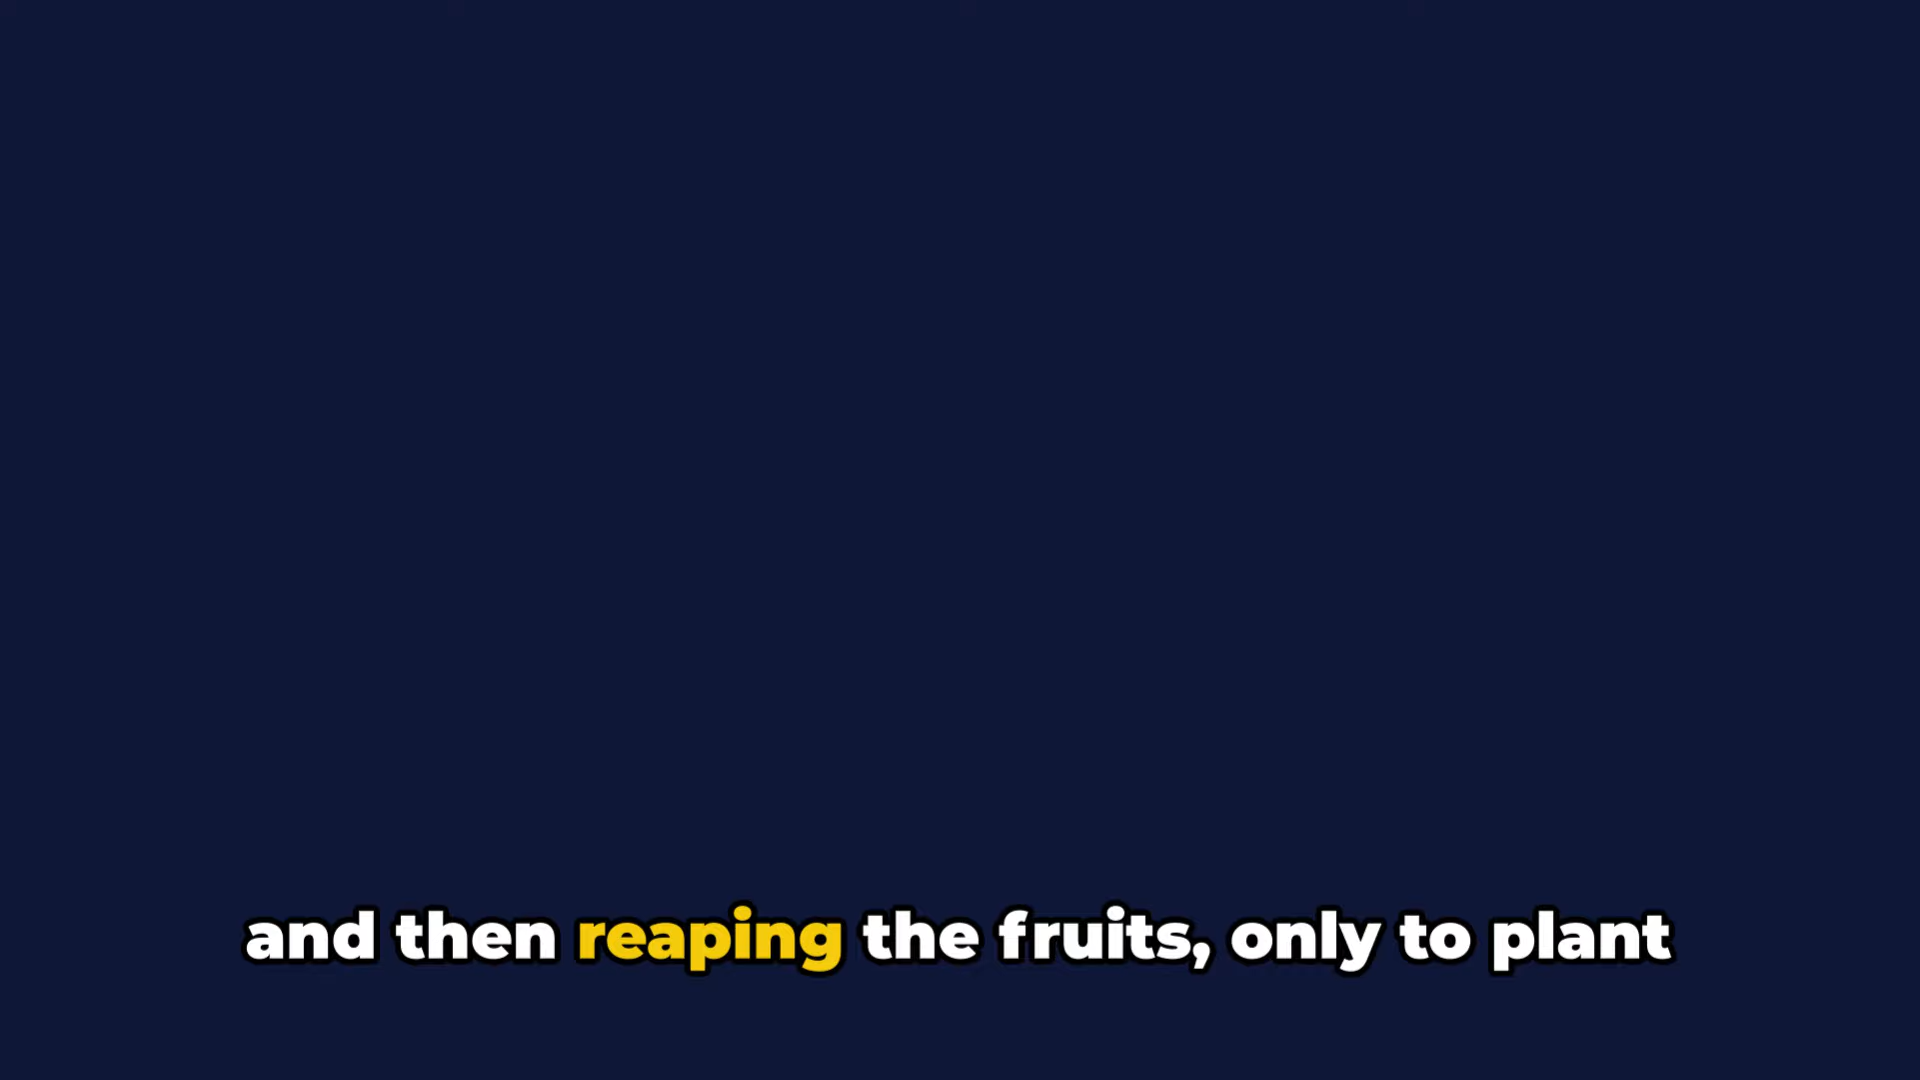 and then reaping the fruits, only to plant